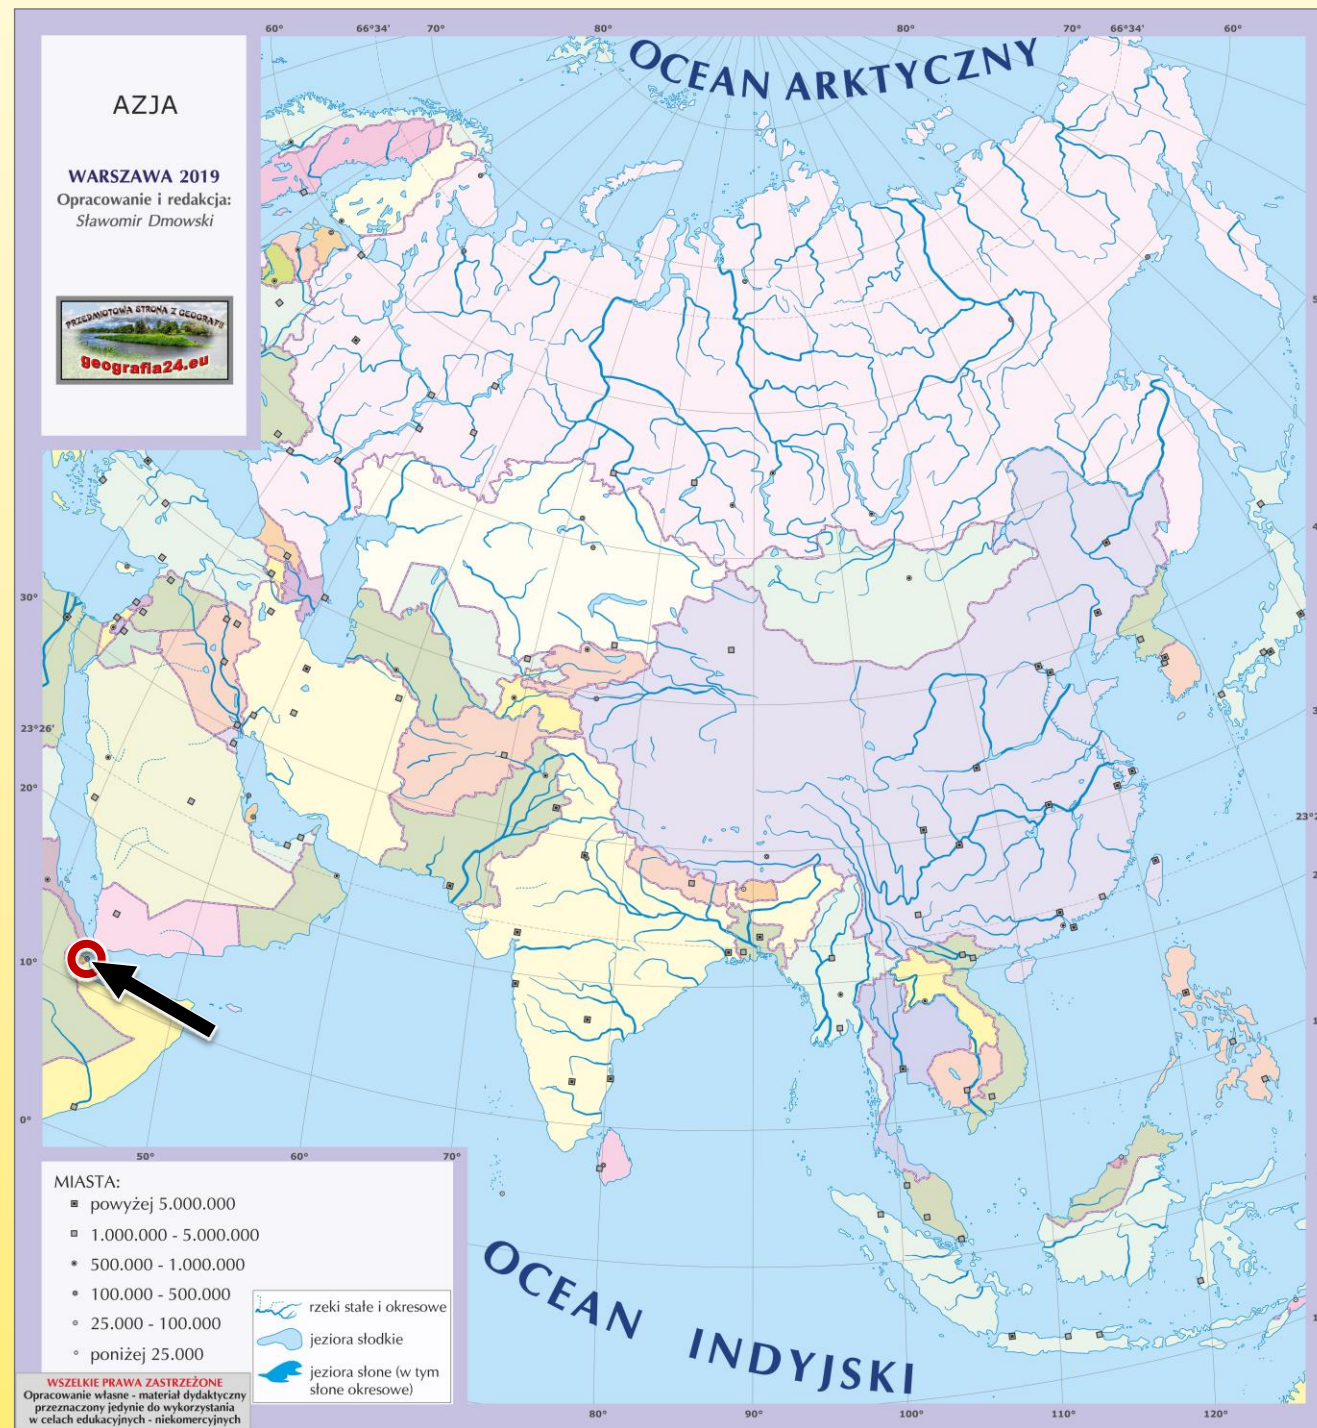 60° 66°34' 70° 80° 80° 70° 66°34' 60°
OCEAN ARKTYCZNY
AZJA
WARSZAWA 2019
Opracowanie i redakcja:
Sławomir Dmowski
PRZEDMIOTOWA STRONA Z GEOGRAFII
geografia24.eu
30°
23°26'
20°
10°
0°
50° 60° 70°
MIASTA:
powyżej 5.000.000
1.000.000 - 5.000.000
500.000 - 1.000.000
100.000 - 500.000
25.000 - 100.000
poniżej 25.000
rzeki stałe i okresowe
jeziora słodkie
jeziora słone (w tym
słone okresowe)
OCEAN INDYJSKI
WSZELKIE PRAWA ZASTRZEŻONE
Opracowanie własne - materiał dydaktyczny
przeznaczony jedynie do wykorzystania
w celach edukacyjnych - niekomercyjnych
80° 90° 100° 110° 120°